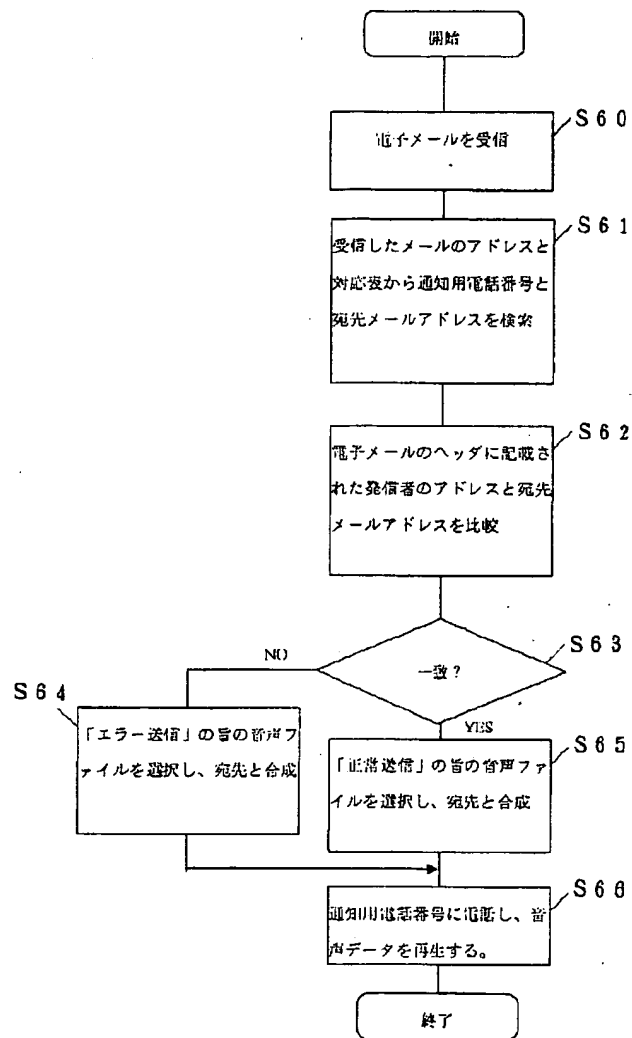 開始
S60
電子メールを受信
S61
受信したメールのアドレスと
対応表から通知用電話番号と
宛先メールアドレスを検索
S62
電子メールのヘッダに記載さ
れた発信者のアドレスと宛先
メールアドレスを比較
S63
一致?
NO
YES
S64
「エラー送信」の旨の音声フ
ァイルを選択し、宛先と合成
S65
「正常送信」の旨の音声ファ
イルを選択し、宛先と合成
S66
通知用電話番号に電話し、音
声データを再生する。
終了